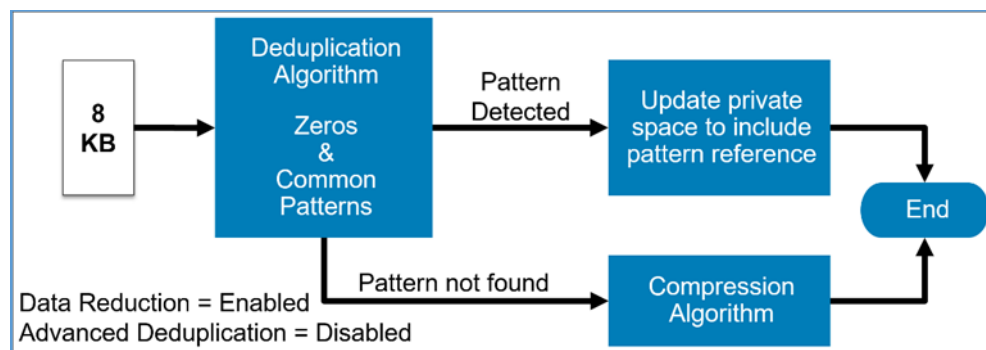 8
KB
Deduplication
Algorithm
Zeros
&
Common
Patterns
Pattern
Detected
Update private
space to include
pattern reference
End
Pattern not found
Compression
Algorithm
Data Reduction = Enabled
Advanced Deduplication = Disabled